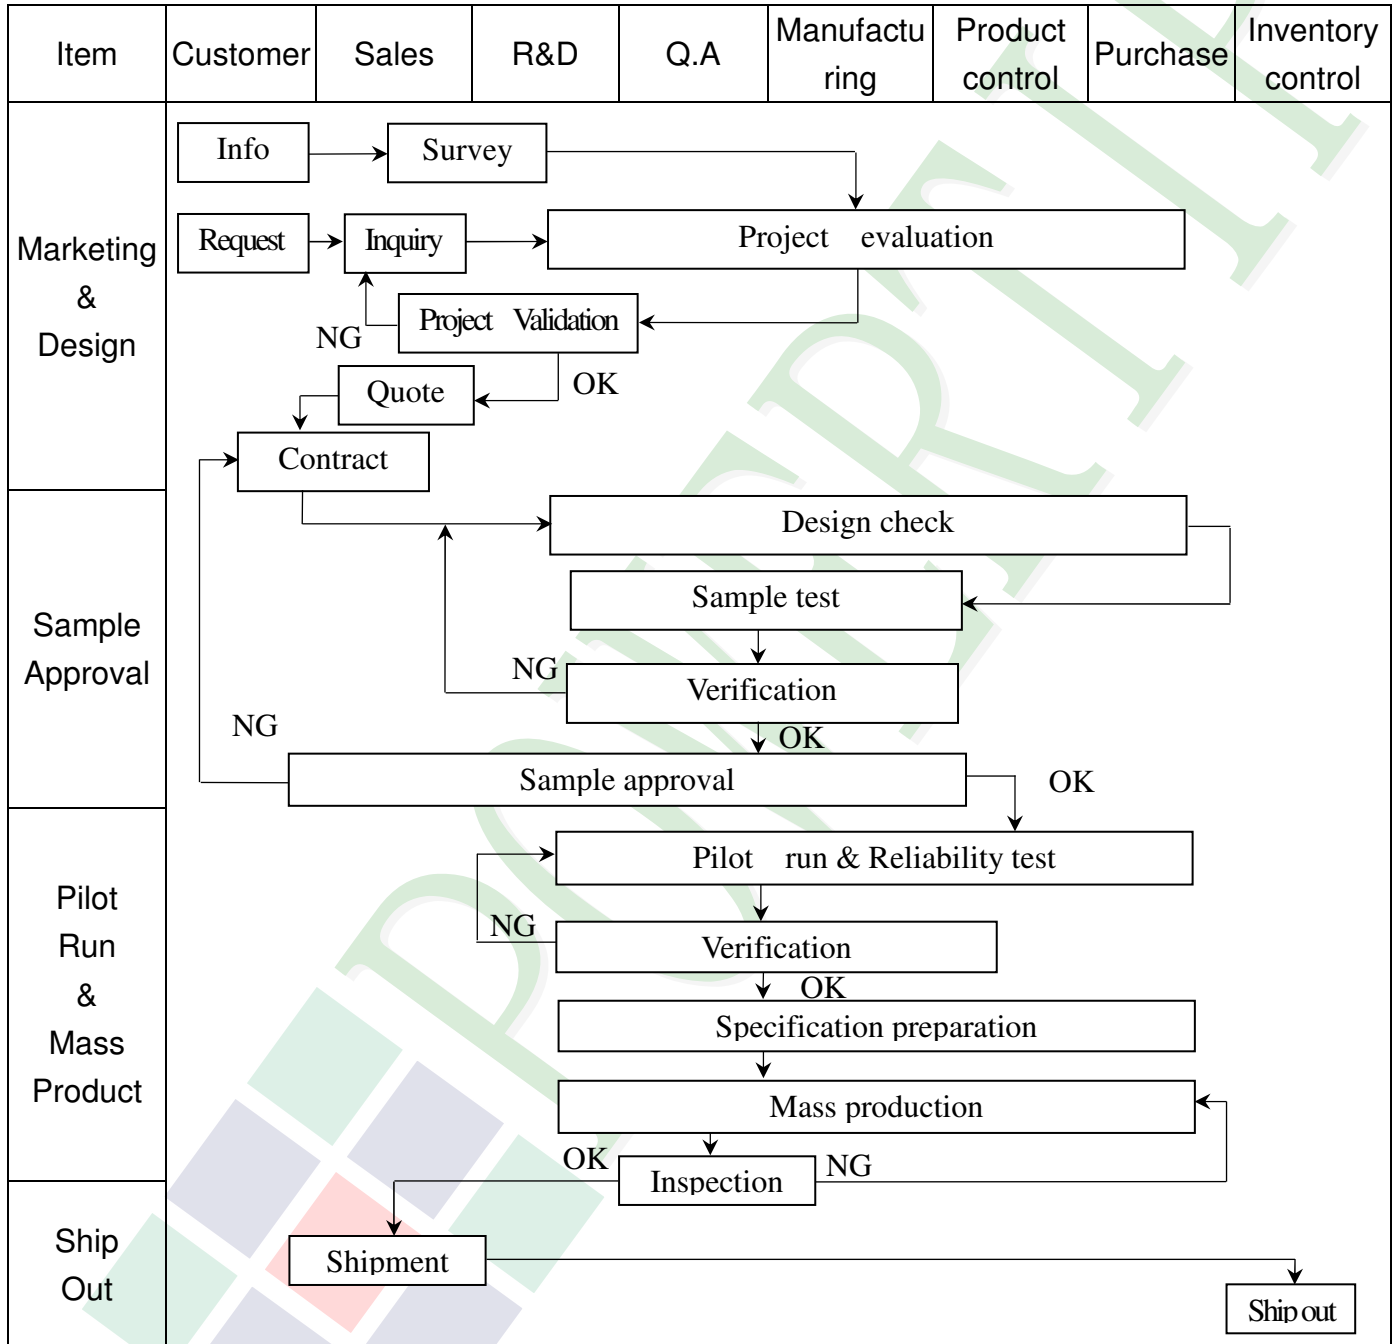 Item
Customer
Sales
R&D
Q.A
Manufactu
ring
Product
control
Purchase
Inventory
control
Marketing
&
Design
Info
Survey
Request
Inquiry
Project evaluation
Project Validation
NG
OK
Quote
Contract
Sample
Approval
Design check
Sample test
NG
Verification
OK
NG
Sample approval
OK
Pilot
Run
&
Mass
Product
Pilot run & Reliability test
NG
Verification
OK
Specification preparation
Mass production
OK
Inspection
NG
Ship
Out
Shipment
Ship out
POWERTIP